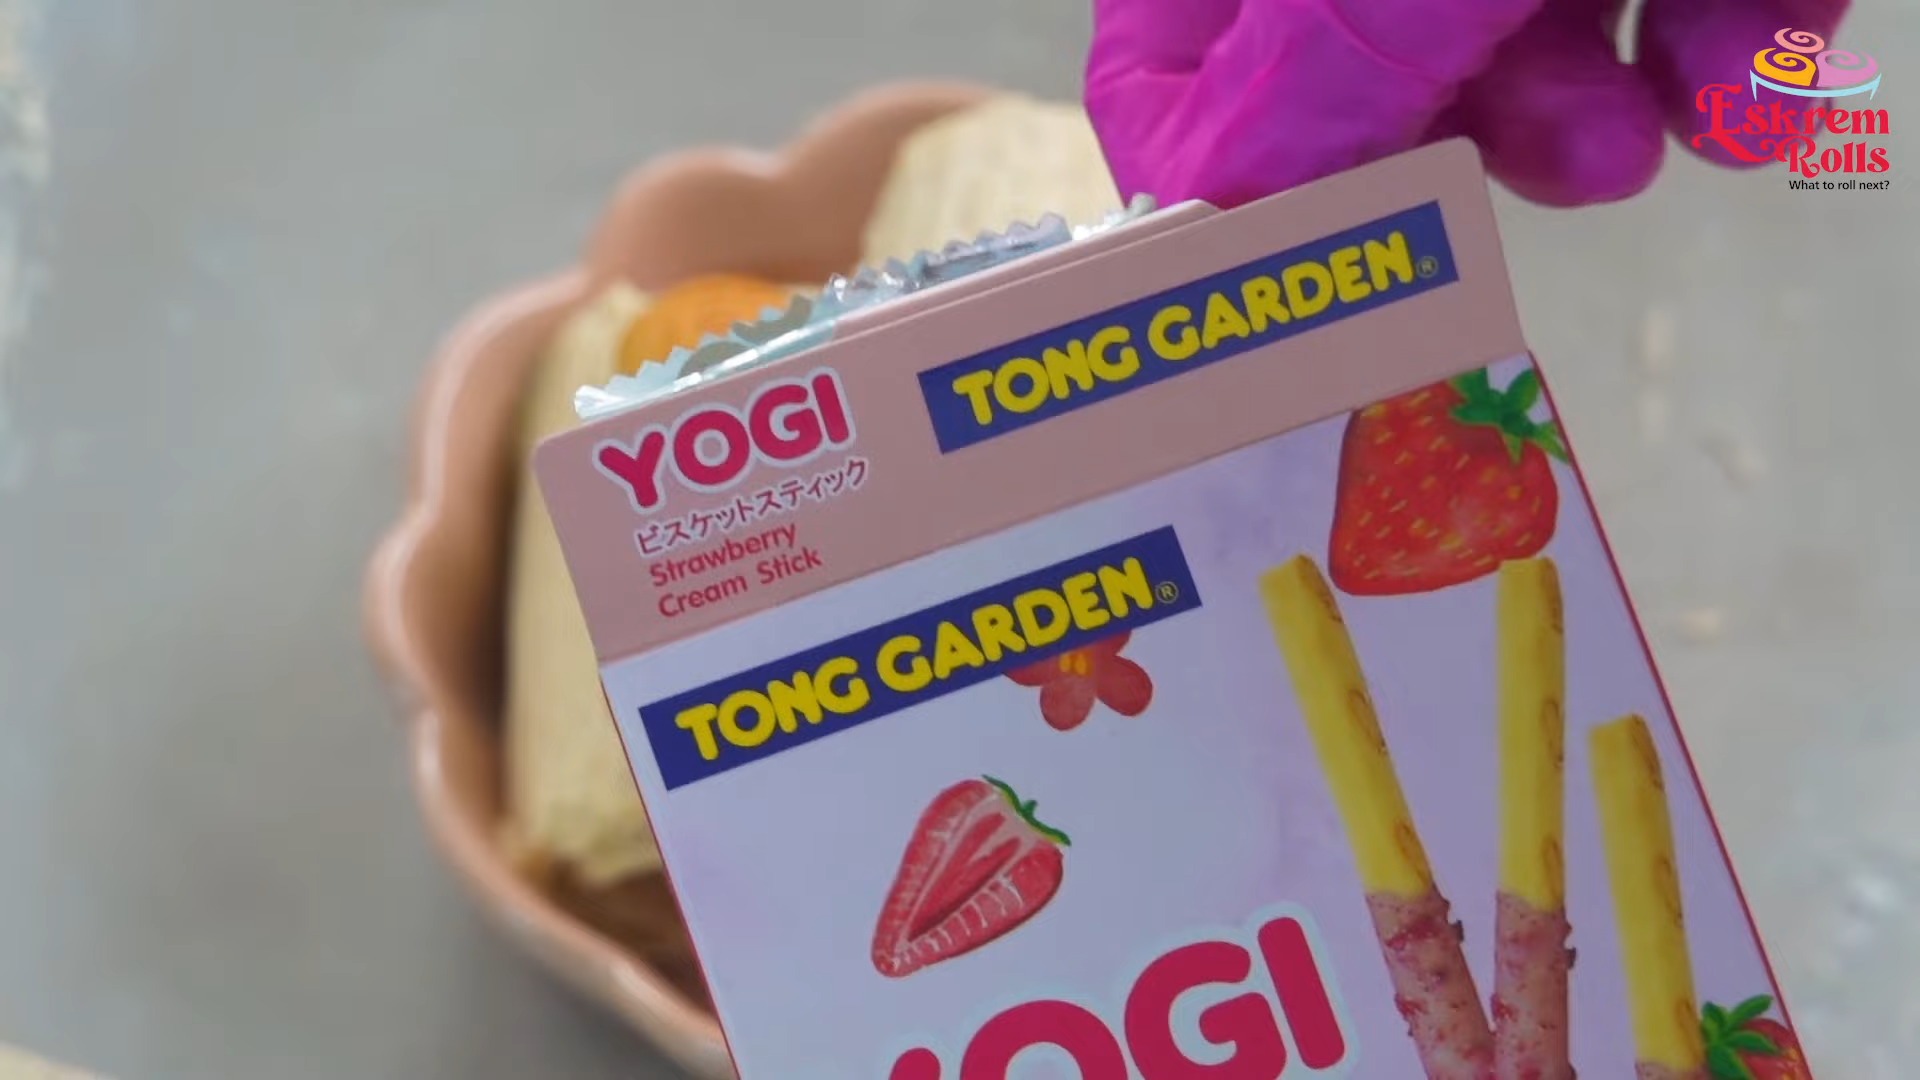 Eskrem
Rolls
What to roll next?
TONG GARDEN®
YOGI
ビスケットスティック
Strawberry
Cream Stick
TONG GARDEN®
YOGI